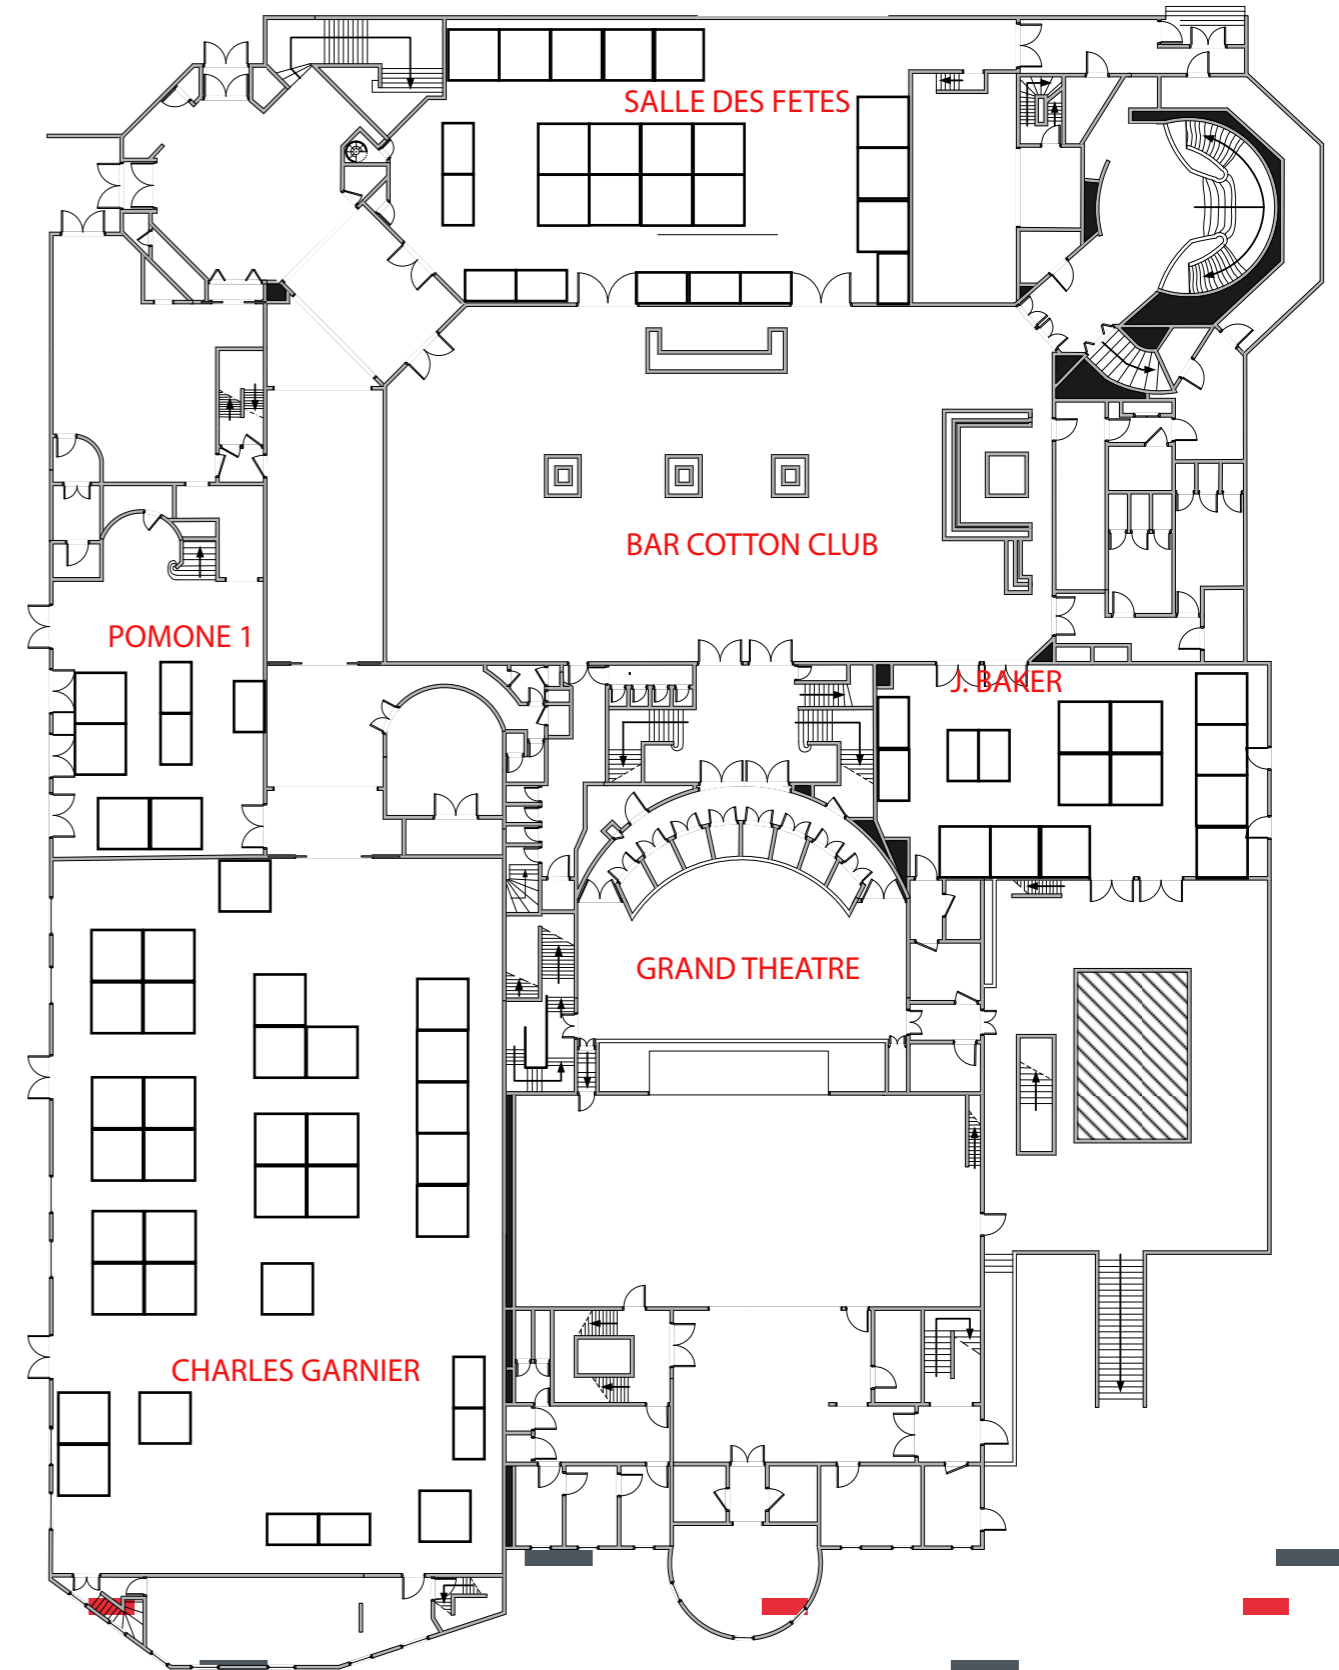 SALLE DES FETES
BAR COTTON CLUB
POMONE 1
J. BAKER
GRAND THEATRE
CHARLES GARNIER